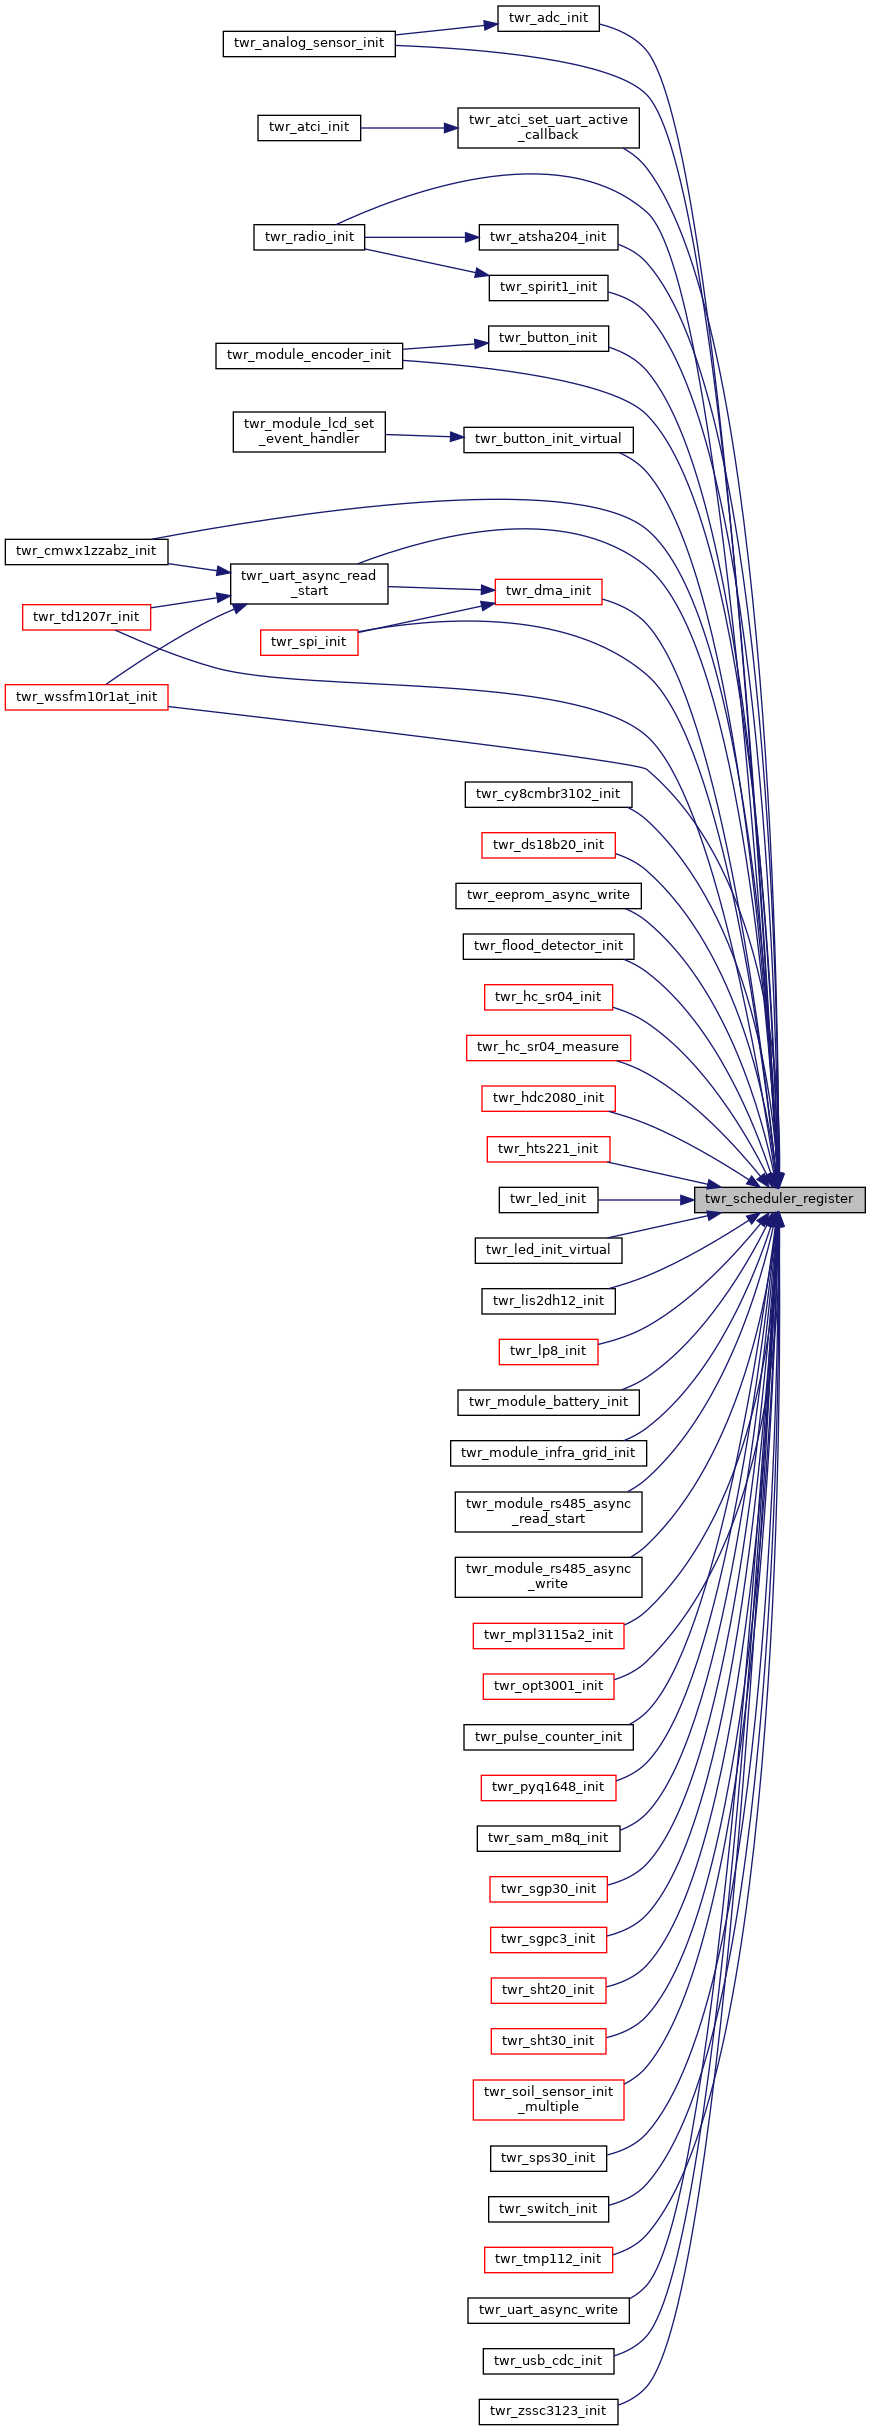 twr_adc_init
twr_analog_sensor_init
twr_atci_set_uart_active
_callback
twr_atci_init
twr_radio_init
twr_atsha204_init
twr_spirit1_init
twr_button_init
twr_module_encoder_init
twr_module_lcd_set
_event_handler
twr_button_init_virtual
twr_cmwx1zzabz_init
twr_uart_async_read
_start
twr_dma_init
twr_td1207r_init
twr_spi_init
twr_wssfm10r1at_init
twr_cy8cmbr3102_init
twr_ds18b20_init
twr_eeprom_async_write
twr_flood_detector_init
twr_hc_sr04_init
twr_hc_sr04_measure
twr_hdc2080_init
twr_hts221_init
twr_led_init
twr_scheduler_register
twr_led_init_virtual
twr_lis2dh12_init
twr_lp8_init
twr_module_battery_init
twr_module_infra_grid_init
twr_module_rs485_async
_read_start
twr_module_rs485_async
_write
twr_mpl3115a2_init
twr_opt3001_init
twr_pulse_counter_init
twr_pyq1648_init
twr_sam_m8q_init
twr_sgp30_init
twr_sgpc3_init
twr_sht20_init
twr_sht30_init
twr_soil_sensor_init
_multiple
twr_sps30_init
twr_switch_init
twr_tmp112_init
twr_uart_async_write
twr_usb_cdc_init
twr_zssc3123_init